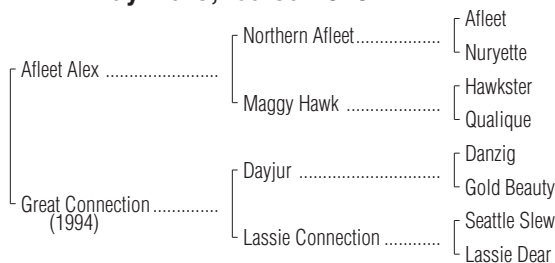 Afleet
Northern Afleet..................
Nuryette
Afleet Alex ........................
Hawkster
Maggy Hawk ....................
Qualique
Danzig
Dayjur ..............................
Gold Beauty
Great Connection..............
(1994)
Seattle Slew
Lassie Connection ............
Lassie Dear